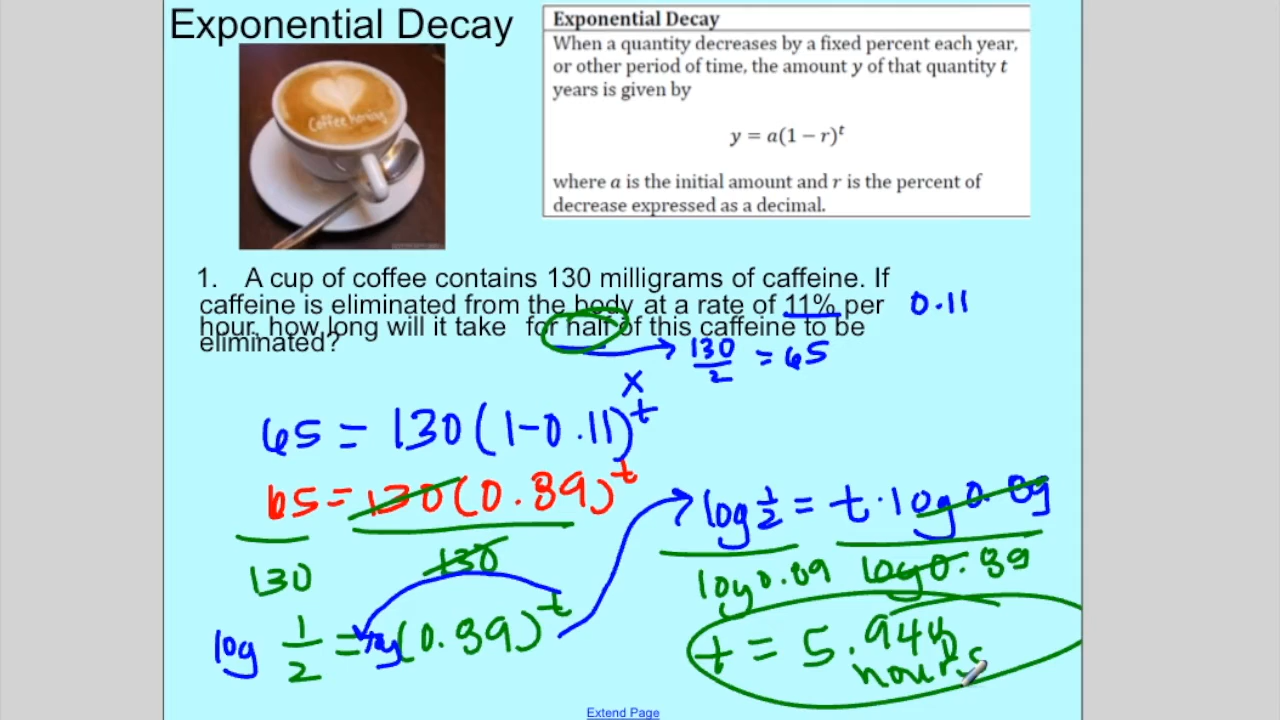 Exponential Decay
Exponential Decay
When a quantity decreases by a fixed percent each year,
or other period of time, the amount y of that quantity t
years is given by
y = a(1 − r)^t
where a is the initial amount and r is the percent of
decrease expressed as a decimal.
1. A cup of coffee contains 130 milligrams of caffeine. If
caffeine is eliminated from the body at a rate of 11% per
hour, how long will it take for half of this caffeine to be
eliminated?
0.11
130/2 = 65
x
65 = 130(1-0.11)^t
65 = 130(0.89)^t
130 130
log 1/2 = log(0.89)^t
log 1/2 = t·log 0.89
log 0.89 log 0.89
t = 5.948
hours
Extend Page